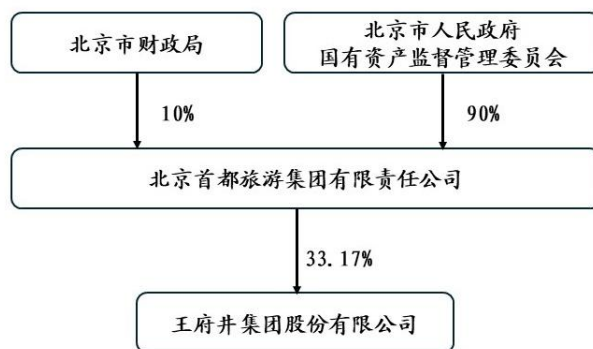 北京市财政局
北京市人民政府
国有资产监督管理委员会
10%
90%
北京首都旅游集团有限责任公司
33.17%
王府井集团股份有限公司